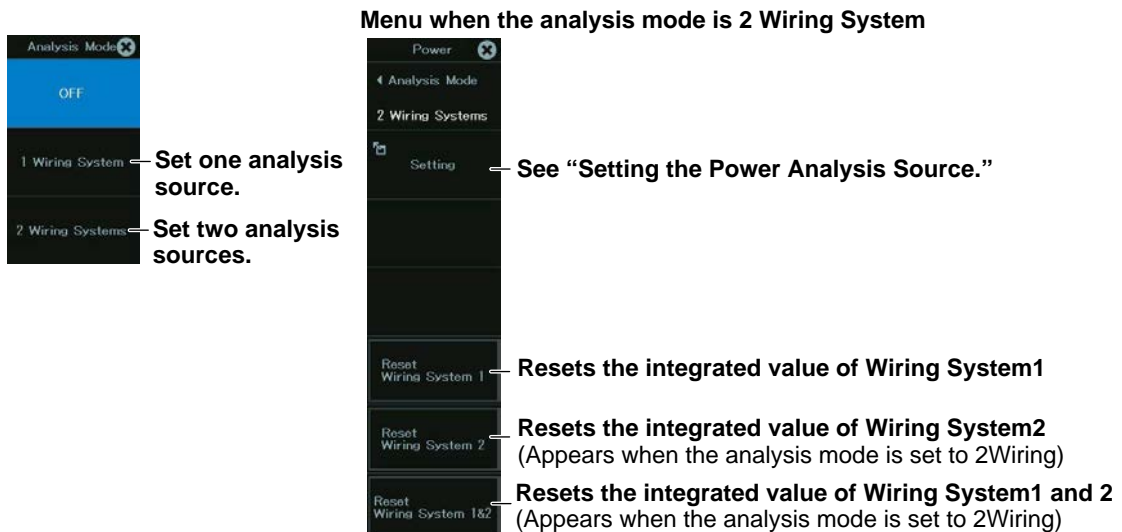 Menu when the analysis mode is 2 Wiring System
Analysis Mode
OFF
1 Wiring System
Set one analysis
source.
2 Wiring Systems
Set two analysis
sources.
Power
Analysis Mode
2 Wiring Systems
Setting
See “Setting the Power Analysis Source.”
Reset
Wiring System 1
Resets the integrated value of Wiring System1
Reset
Wiring System 2
Resets the integrated value of Wiring System2
(Appears when the analysis mode is set to 2Wiring)
Reset
Wiring System 1&2
Resets the integrated value of Wiring System1 and 2
(Appears when the analysis mode is set to 2Wiring)